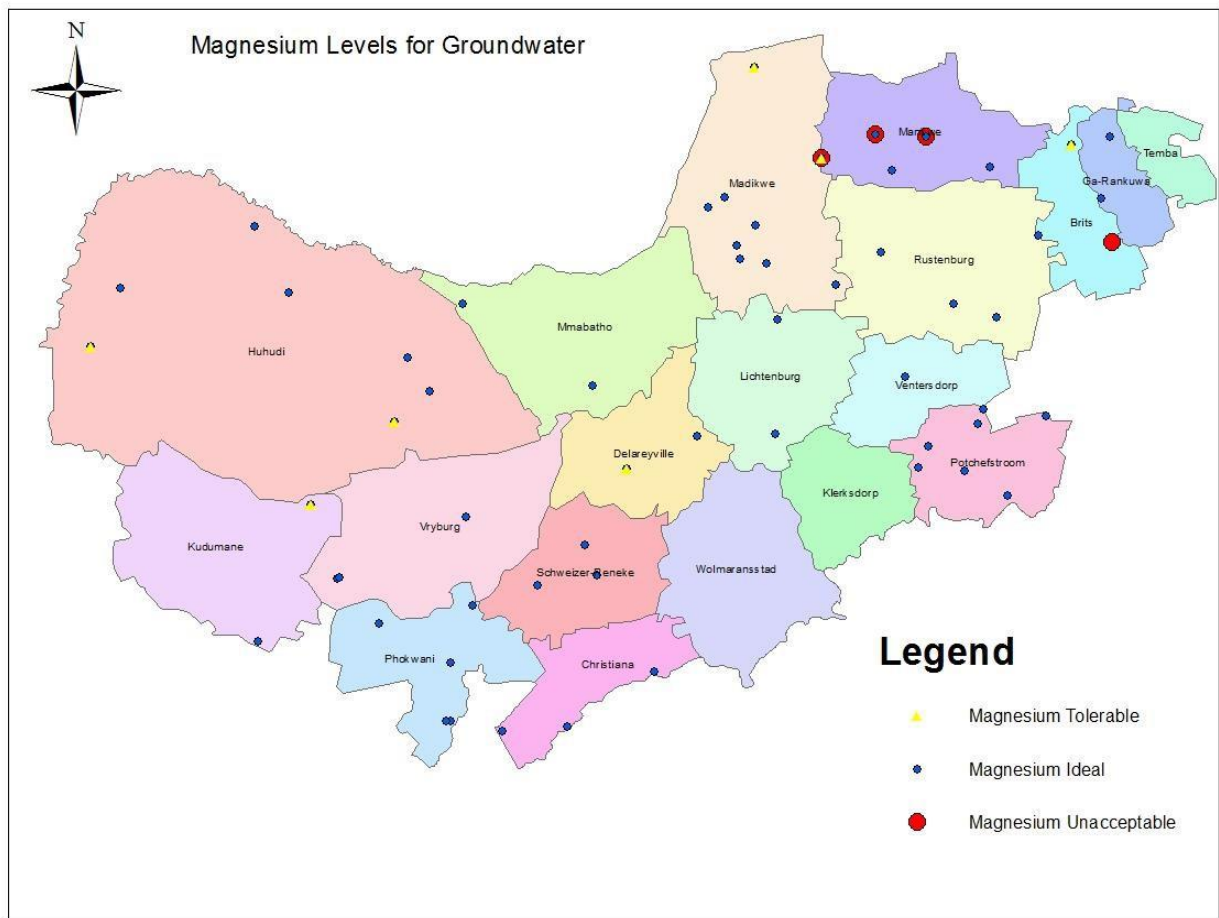 N
Magnesium Levels for Groundwater
Temba
Ga-Rankuwa
Madikwe
Brits
Rustenburg
Mmabatho
Huhudi
Lichtenburg
Ventersdorp
Delareyville
Potchefstroom
Klerksdorp
Vryburg
Kudumane
Schweizer-Reneke
Wolmaransstad
Phokwani
Christiana
Legend
Magnesium Tolerable
Magnesium Ideal
Magnesium Unacceptable